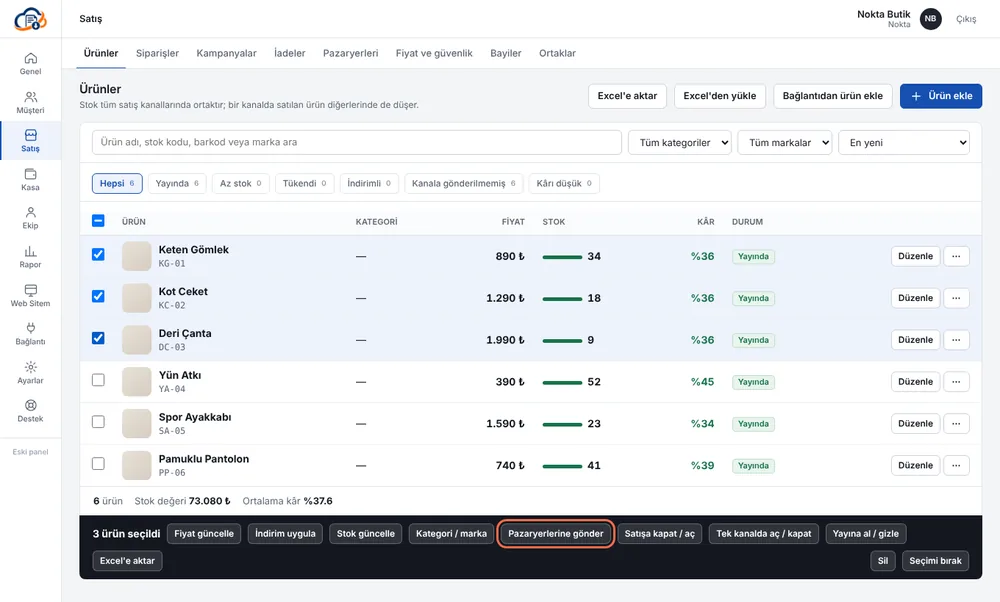 Satış
Nokta Butik
Nokta
NB
Çıkış
Genel
Müşteri
Satış
Kasa
Ekip
Rapor
Web Sitem
Bağlantı
Ayarlar
Destek
Eski panel
Ürünler Siparişler Kampanyalar İadeler Pazaryerleri Fiyat ve güvenlik Bayiler Ortaklar
Ürünler
Stok tüm satış kanallarında ortaktır; bir kanalda satılan ürün diğerlerinde de düşer.
Excel'e aktar Excel'den yükle Bağlantıdan ürün ekle + Ürün ekle
Ürün adı, stok kodu, barkod veya marka ara Tüm kategoriler Tüm markalar En yeni
Hepsi 6 Yayında 6 Az stok 0 Tükendi 0 İndirimli 0 Kanala gönderilmemiş 6 Kârı düşük 0
ÜRÜN KATEGORİ FİYAT STOK KÂR DURUM
Keten Gömlek
KG-01
— 890 ₺ 34 %36 Yayında Düzenle ...
Kot Ceket
KC-02
— 1.290 ₺ 18 %36 Yayında Düzenle ...
Deri Çanta
DC-03
— 1.990 ₺ 9 %36 Yayında Düzenle ...
Yün Atkı
YA-04
— 390 ₺ 52 %45 Yayında Düzenle ...
Spor Ayakkabı
SA-05
— 1.590 ₺ 23 %34 Yayında Düzenle ...
Pamuklu Pantolon
PP-06
— 740 ₺ 41 %39 Yayında Düzenle ...
6 ürün Stok değeri 73.080 ₺ Ortalama kâr %37.6
3 ürün seçildi Fiyat güncelle İndirim uygula Stok güncelle Kategori / marka Pazaryerlerine gönder Satışa kapat / aç Tek kanalda aç / kapat Yayına al / gizle
Excel'e aktar Sil Seçimi bırak